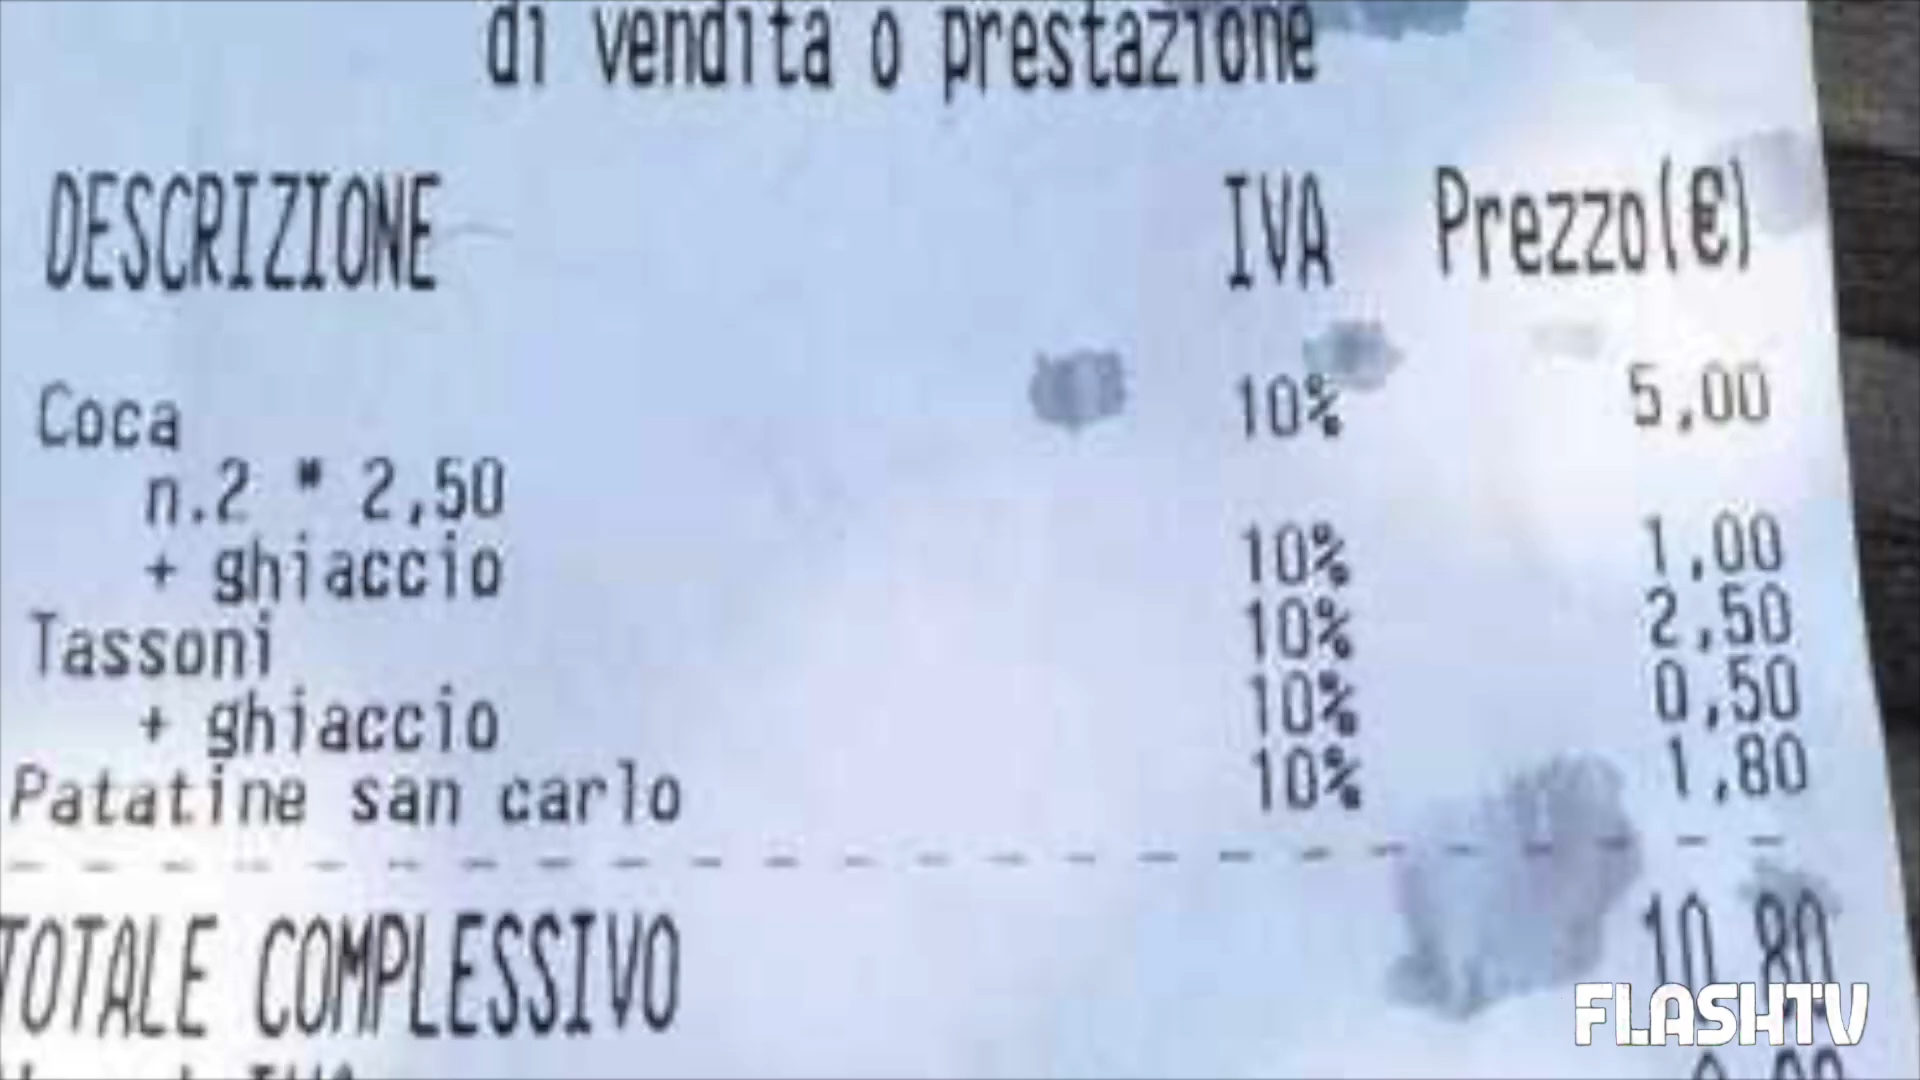 di vendita o prestazione
DESCRIZIONE IVA Prezzo(€)
Coca 10% 5,00
n.2 * 2,50
+ ghiaccio 10% 1,00
Tassoni 10% 2,50
+ ghiaccio 10% 0,50
Patatine san carlo 10% 1,80
TOTALE COMPLESSIVO 10,80
FLASHTV